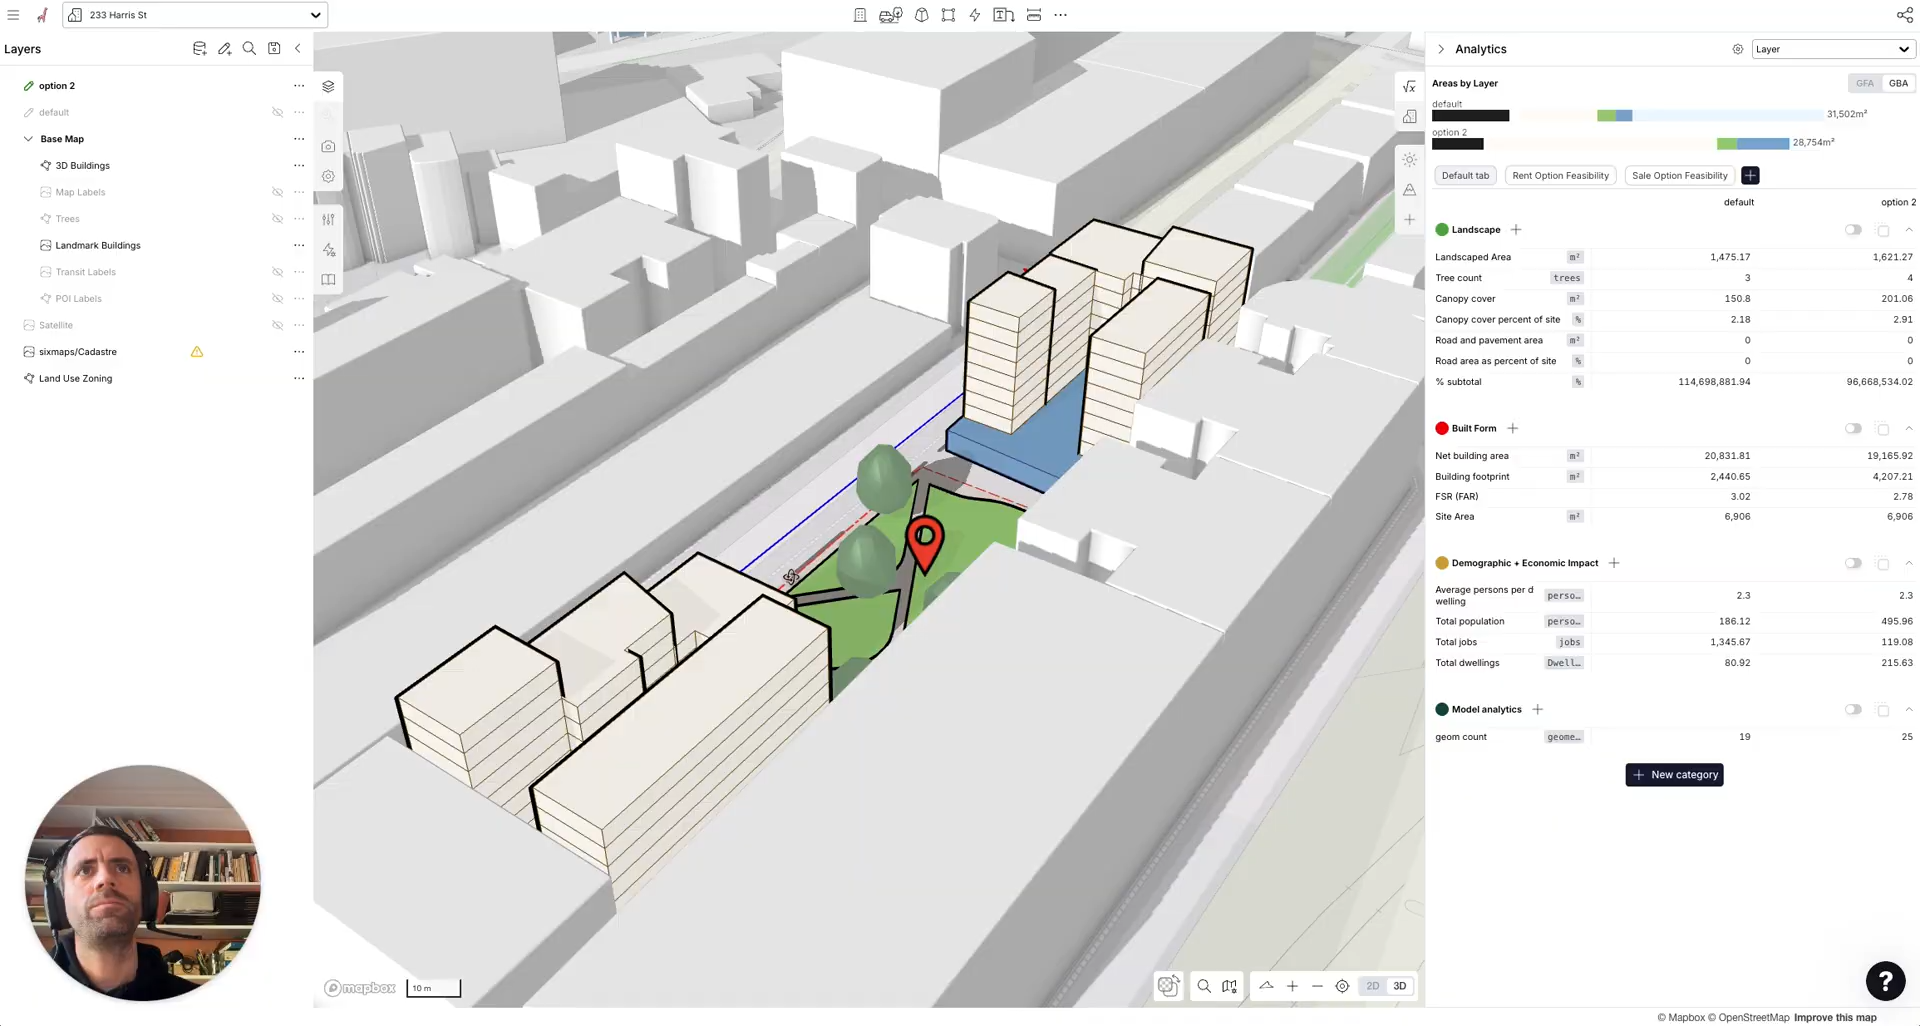 233 Harris St
Layers
option 2
default
Base Map
3D Buildings
Map Labels
Trees
Landmark Buildings
Transit Labels
POI Labels
Satellite
sixmaps/Cadastre
Land Use Zoning
mapbox
10 m
2D 3D
Analytics
Layer
Areas by Layer
GFA GBA
default
31,502m²
option 2
28,754m²
Default tab Rent Option Feasibility Sale Option Feasibility
default option 2
Landscape
Landscaped Area m² 1,475.17 1,621.27
Tree count trees 3 4
Canopy cover m² 150.8 201.06
Canopy cover percent of site % 2.18 2.91
Road and pavement area m² 0 0
Road area as percent of site % 0 0
% subtotal % 114,698,881.94 96,668,534.02
Built Form
Net building area m² 20,831.81 19,165.92
Building footprint m² 2,440.65 4,207.21
FSR (FAR) 3.02 2.78
Site Area m² 6,906 6,906
Demographic + Economic Impact
Average persons per d
welling perso... 2.3 2.3
Total population perso... 186.12 495.96
Total jobs jobs 1,345.67 119.08
Total dwellings Dwell... 80.92 215.63
Model analytics
geom count geome... 19 25
New category
?
© Mapbox © OpenStreetMap Improve this map